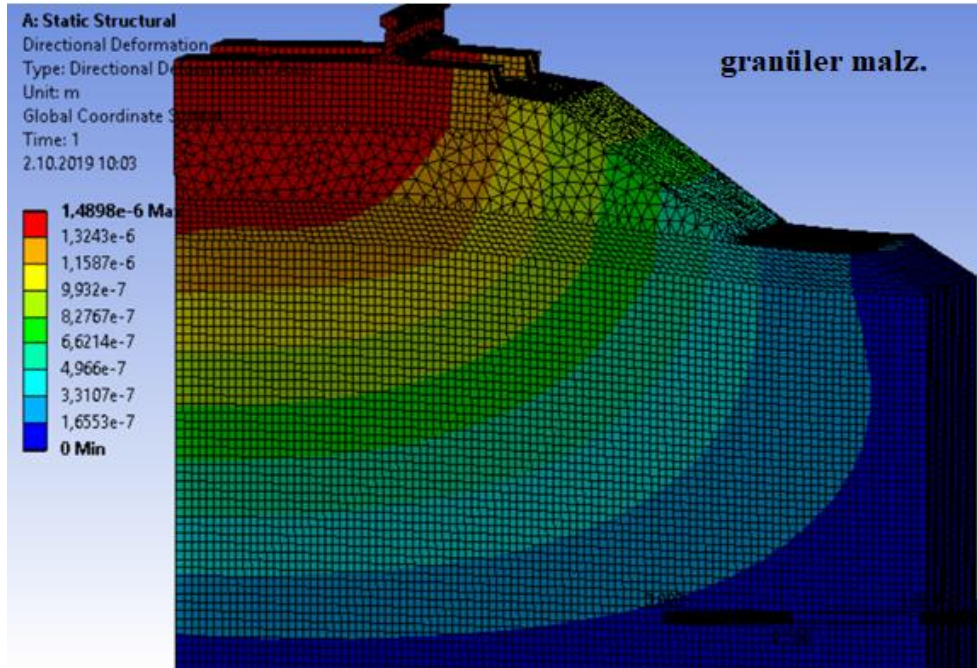 A: Static Structural
Directional Deformation
Type: Directional
Unit: m
Global Coordinate
Time: 1
2.10.2019 10:03
1,4898e-6 Max
1,3243e-6
1,1587e-6
9,932e-7
8,2767e-7
6,6214e-7
4,966e-7
3,3107e-7
1,6553e-7
0 Min
granüler malz.